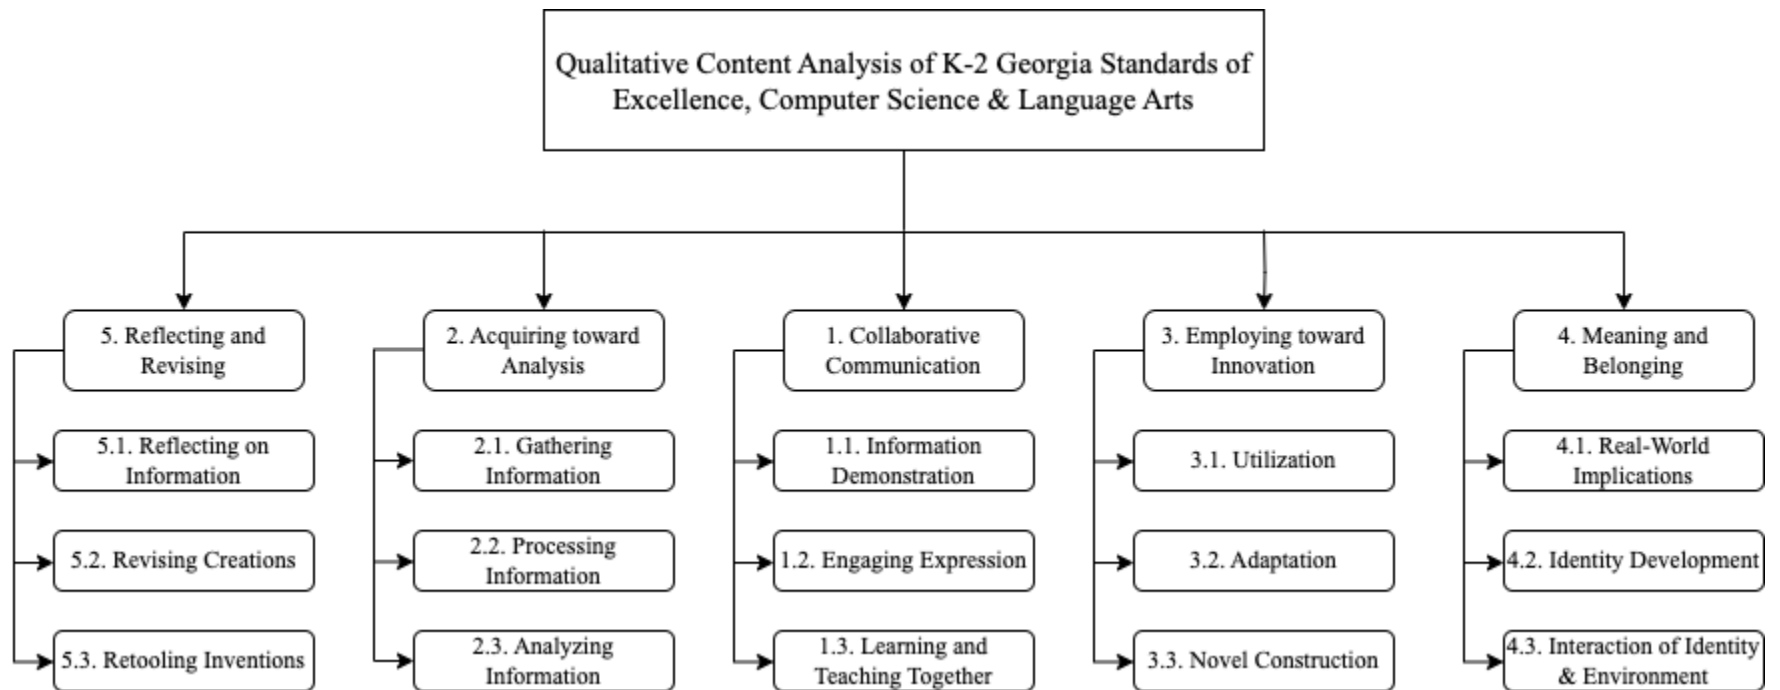 Qualitative Content Analysis of K-2 Georgia Standards of
Excellence, Computer Science & Language Arts
5. Reflecting and
Revising
5.1. Reflecting on
Information
5.2. Revising Creations
5.3. Retooling Inventions
2. Acquiring toward
Analysis
2.1. Gathering
Information
2.2. Processing
Information
2.3. Analyzing
Information
1. Collaborative
Communication
1.1. Information
Demonstration
1.2. Engaging Expression
1.3. Learning and
Teaching Together
3. Employing toward
Innovation
3.1. Utilization
3.2. Adaptation
3.3. Novel Construction
4. Meaning and
Belonging
4.1. Real-World
Implications
4.2. Identity Development
4.3. Interaction of Identity
& Environment